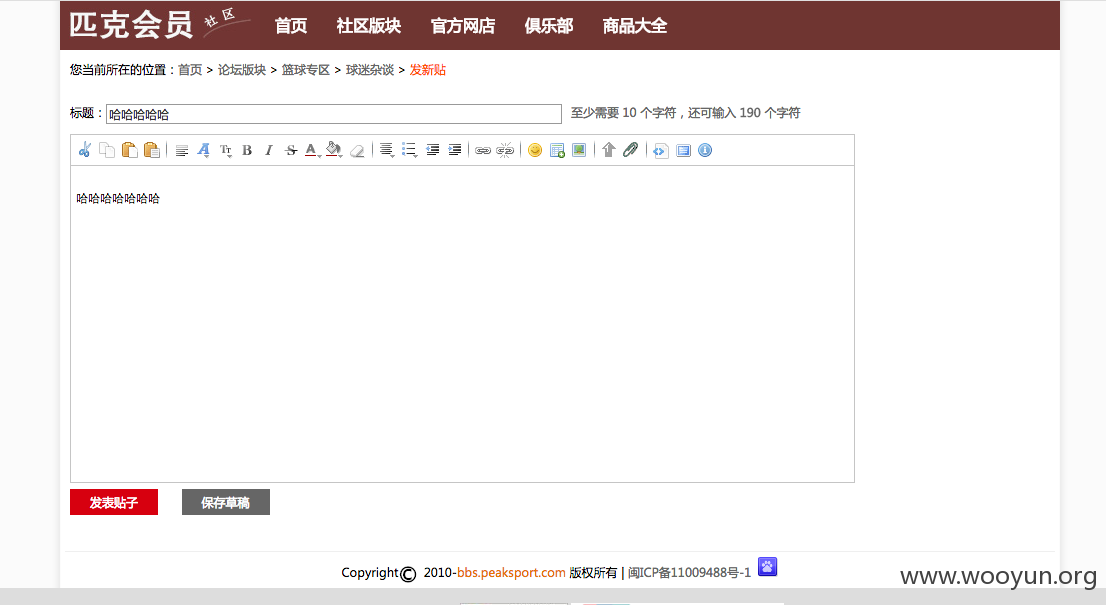 匹克会员 社区 首页 社区版块 官方网店 俱乐部 商品大全
您当前所在的位置：首页 > 论坛版块 > 篮球专区 > 球迷杂谈 > 发新贴
标题：哈哈哈哈哈 至少需要 10 个字符，还可输入 190 个字符
哈哈哈哈哈哈哈
发表贴子 保存草稿
Copyright© 2010-bbs.peaksport.com 版权所有 | 闽ICP备11009488号-1
www.wooyun.org